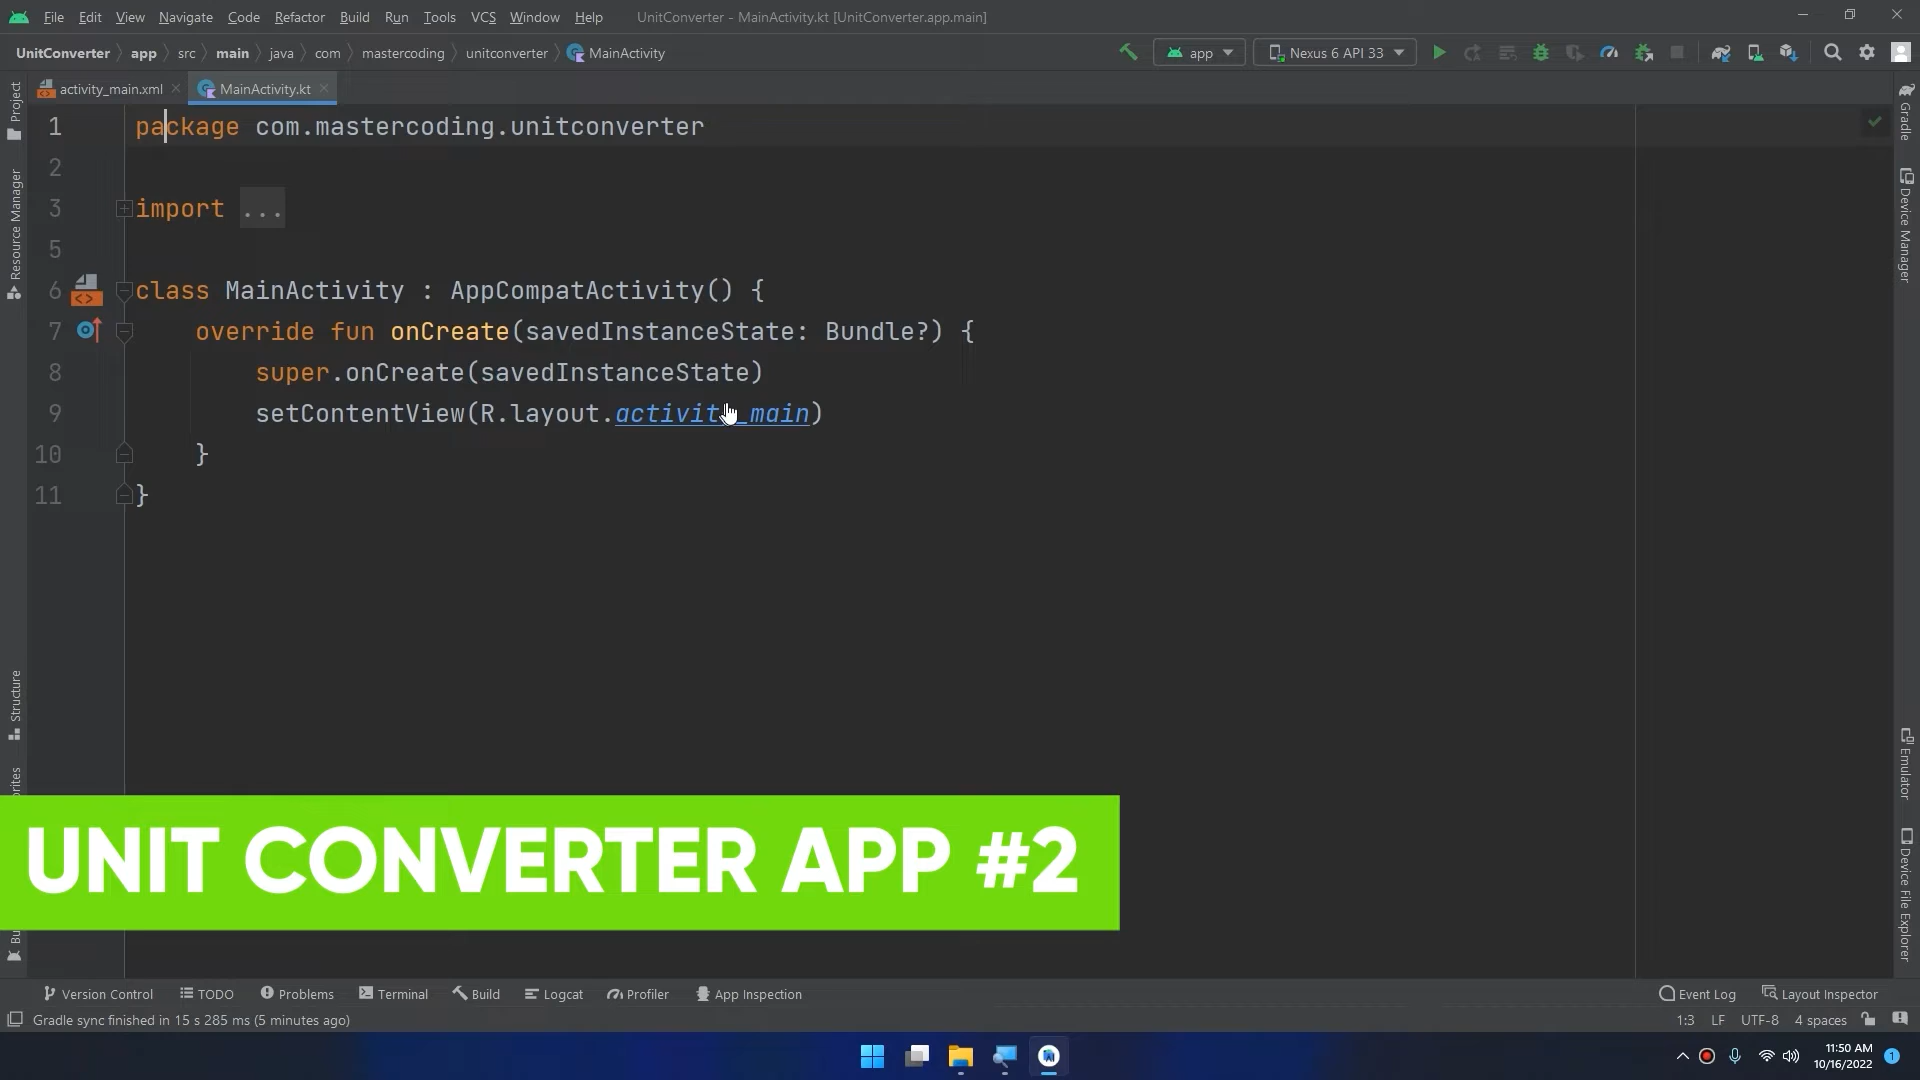 File Edit View Navigate Code Refactor Build Run Tools VCS Window Help UnitConverter - MainActivity.kt [UnitConverter.app.main]
UnitConverter app src main java com mastercoding unitconverter MainActivity app Nexus 6 API 33
activity_main.xml MainActivity.kt
1 package com.mastercoding.unitconverter
2
3 import ...
5
6 class MainActivity : AppCompatActivity() {
7 override fun onCreate(savedInstanceState: Bundle?) {
8 super.onCreate(savedInstanceState)
9 setContentView(R.layout.activity_main)
10 }
11 }
Project
Resource Manager
Structure
Gradle
Device Manager
Emulator
Device File Explorer
UNIT CONVERTER APP #2
Version Control TODO Problems Terminal Build Logcat Profiler App Inspection Event Log Layout Inspector
Gradle sync finished in 15 s 285 ms (5 minutes ago) 1:3 LF UTF-8 4 spaces
11:50 AM
10/16/2022
1